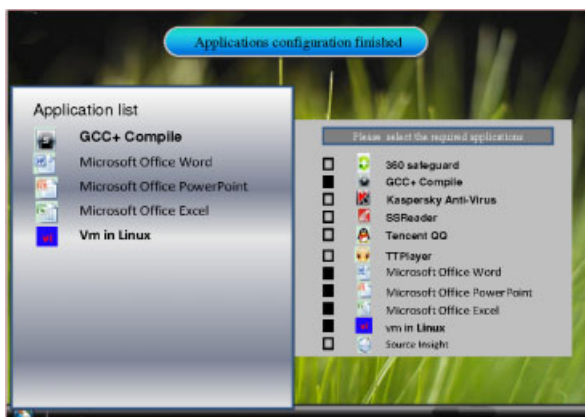 Applications configuration finished
Application list
GCC+ Compile
Microsoft Office Word
Microsoft Office PowerPoint
Microsoft Office Excel
Vm in Linux
Please select the required applications
360 safeguard
GCC+ Compile
Kaspersky Anti-Virus
SSReader
Tencent QQ
TTPlayer
Microsoft Office Word
Microsoft Office PowerPoint
Microsoft Office Excel
vm in Linux
Source Insight